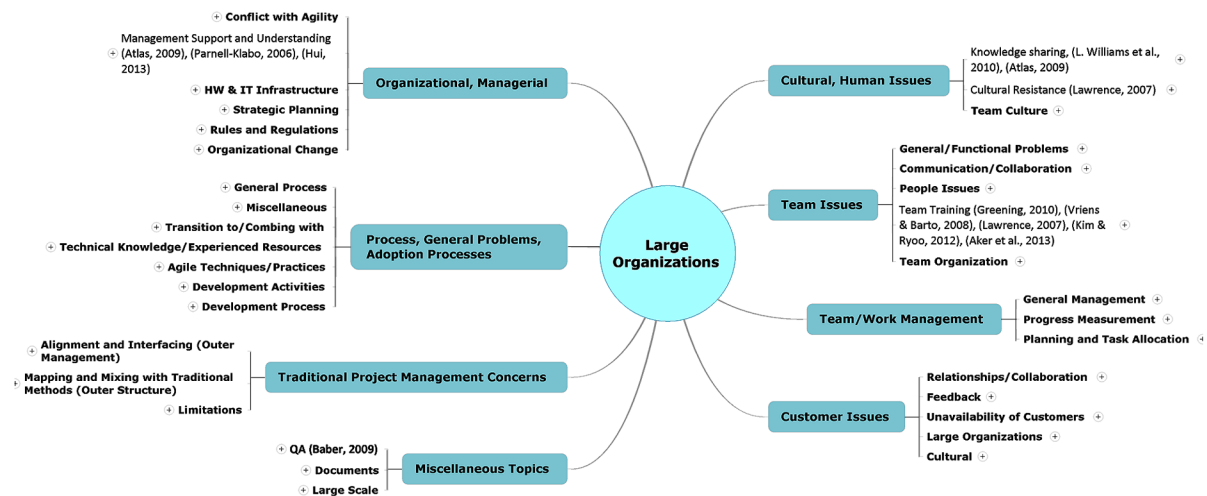 Conflict with Agility
Management Support and Understanding
(Atlas, 2009), (Parnell-Klabo, 2006), (Hui,
2013)
HW & IT Infrastructure
Strategic Planning
Rules and Regulations
Organizational Change
Organizational, Managerial
General Process
Miscellaneous
Transition to/Combing with
Technical Knowledge/Experienced Resources
Agile Techniques/Practices
Development Activities
Development Process
Process, General Problems,
Adoption Processes
Alignment and Interfacing (Outer
Management)
Mapping and Mixing with Traditional
Methods (Outer Structure)
Limitations
Traditional Project Management Concerns
QA (Baber, 2009)
Documents
Large Scale
Miscellaneous Topics
Large
Organizations
Cultural, Human Issues
Knowledge sharing, (L. Williams et al.,
2010), (Atlas, 2009)
Cultural Resistance (Lawrence, 2007)
Team Culture
Team Issues
General/Functional Problems
Communication/Collaboration
People Issues
Team Training (Greening, 2010), (Vriens
& Barto, 2008), (Lawrence, 2007), (Kim &
Ryoo, 2012), (Aker et al., 2013)
Team Organization
Team/Work Management
General Management
Progress Measurement
Planning and Task Allocation
Customer Issues
Relationships/Collaboration
Feedback
Unavailability of Customers
Large Organizations
Cultural